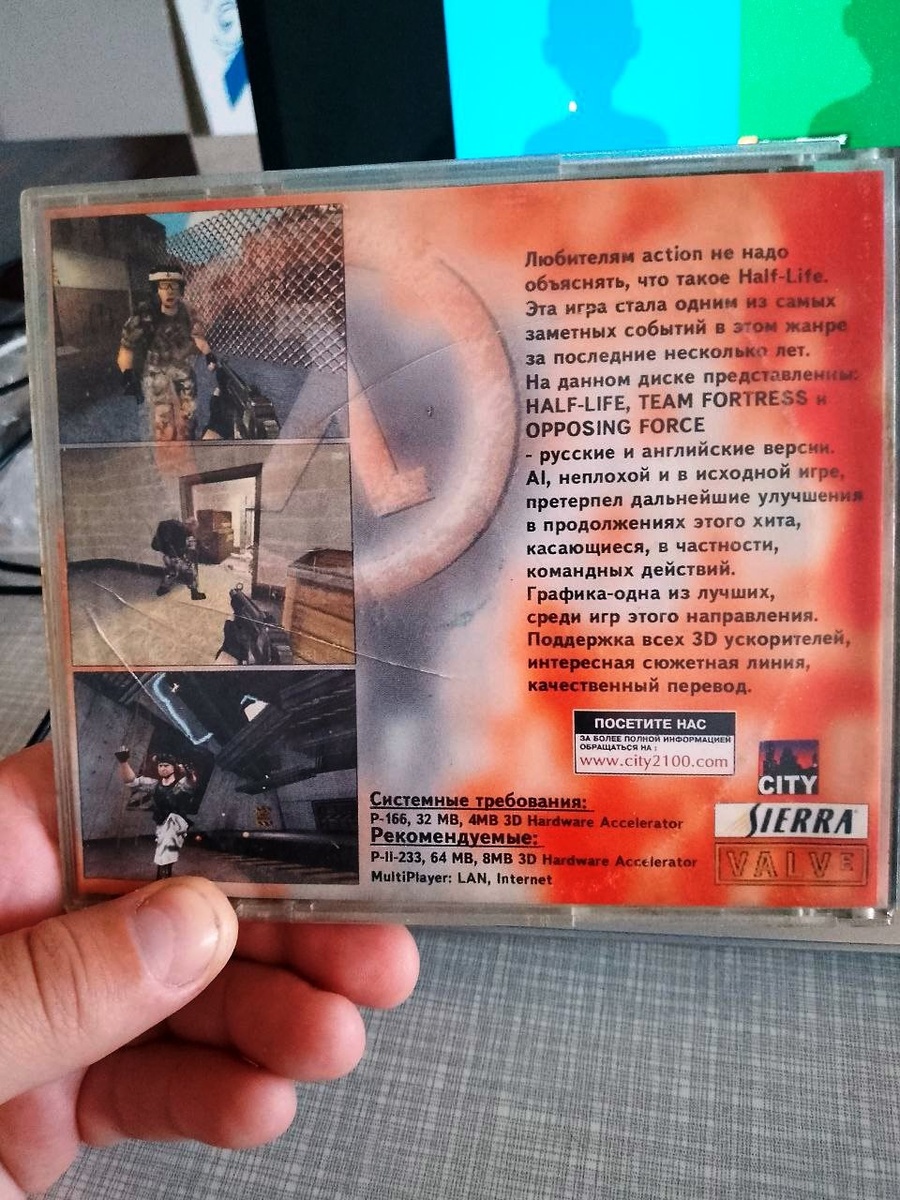 Любителям action не надо
объяснять, что такое Half-Life.
Эта игра стала одним из самых
заметных событий в этом жанре
за последние несколько лет.
На данном диске представленны:
HALF-LIFE, TEAM FORTRESS и
OPPOSING FORCE
- русские и английские версии.
AI, неплохой и в исходной игре,
претерпел дальнейшие улучшения
в продолжениях этого хита,
касающиеся, в частности,
командных действий.
Графика-одна из лучших,
среди игр этого направления.
Поддержка всех 3D ускорителей,
интересная сюжетная линия,
качественный перевод.
ПОСЕТИТЕ НАС
ЗА БОЛЕЕ ПОЛНОЙ ИНФОРМАЦИЕЙ
ОБРАЩАТЬСЯ НА :
www.city2100.com
CITY
SIERRA
VALVE
Системные требования:
P-166, 32 MB, 4MB 3D Hardware Accelerator
Рекомендуемые:
P-II-233, 64 MB, 8MB 3D Hardware Accelerator
MultiPlayer: LAN, Internet